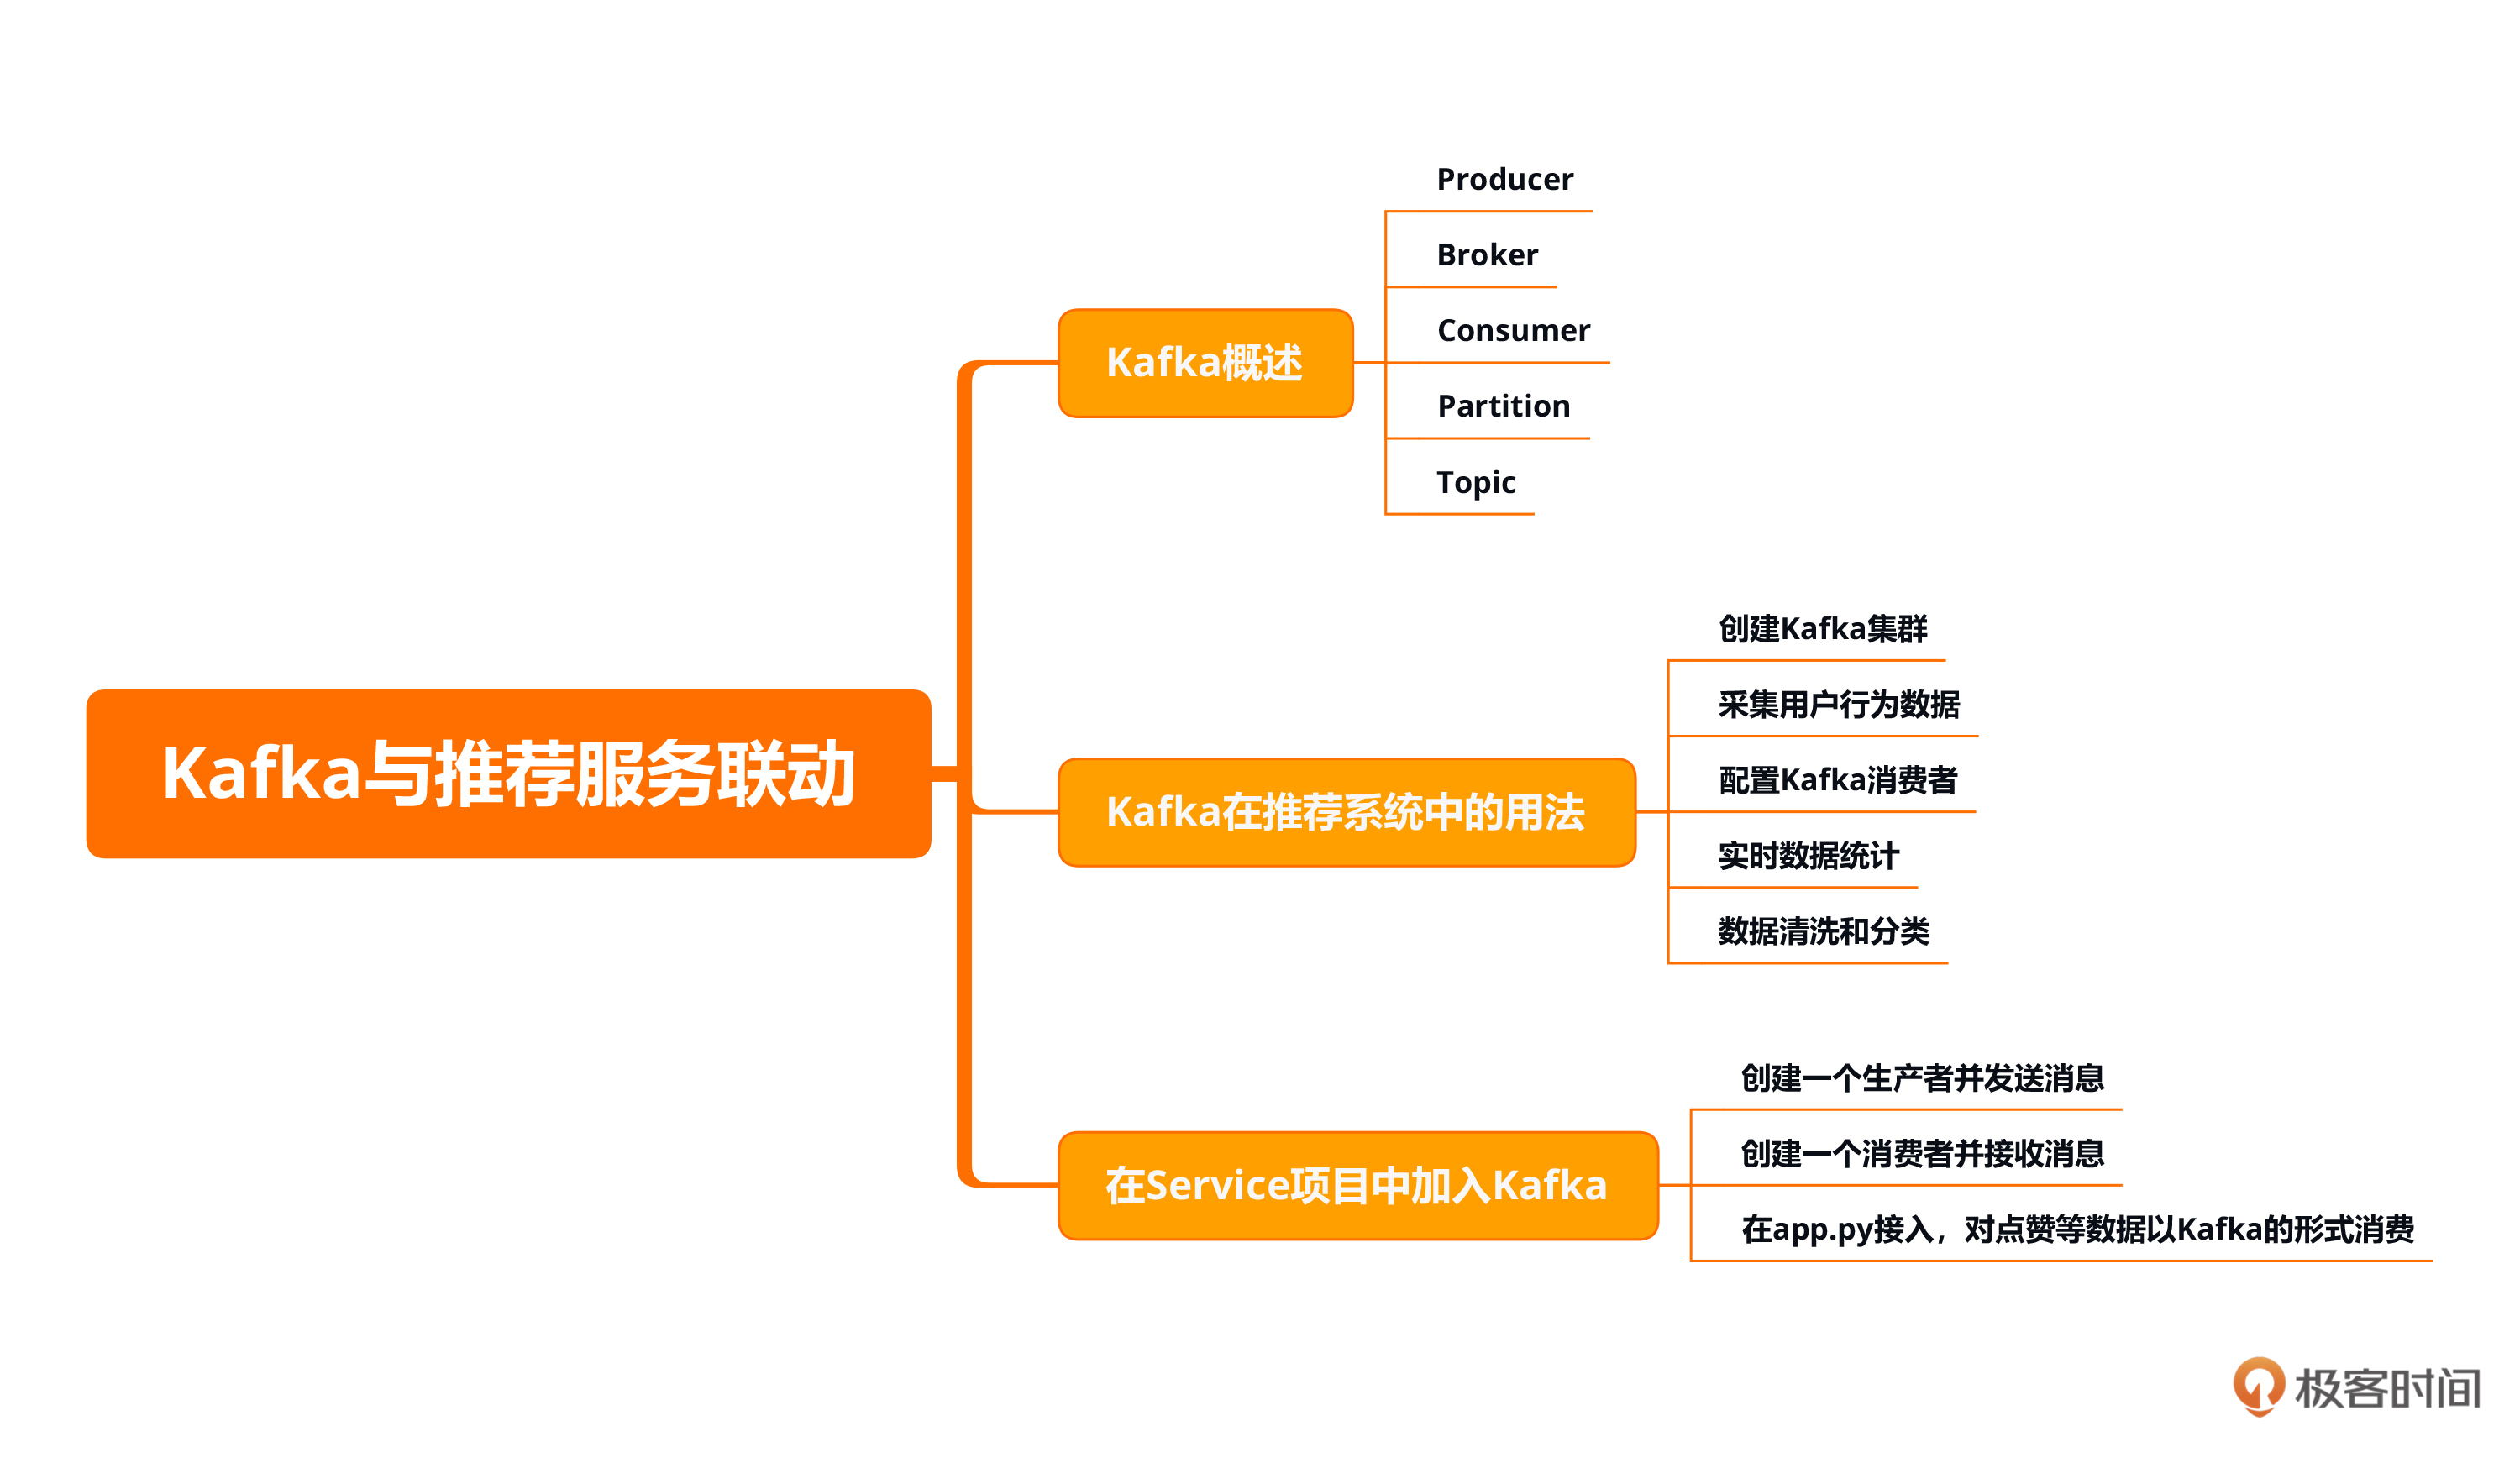 Kafka与推荐服务联动
Kafka概述
Producer
Broker
Consumer
Partition
Topic
Kafka在推荐系统中的用法
创建Kafka集群
采集用户行为数据
配置Kafka消费者
实时数据统计
数据清洗和分类
在Service项目中加入Kafka
创建一个生产者并发送消息
创建一个消费者并接收消息
在app.py接入，对点赞等数据以Kafka的形式消费
极客时间